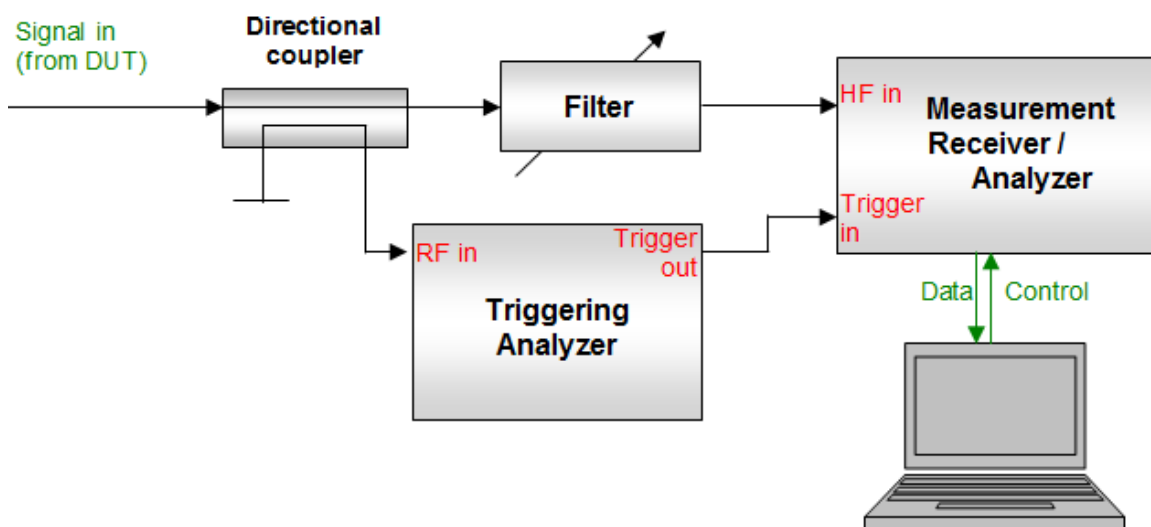 Signal in
(from DUT)
Directional
coupler
Filter
HF in
Measurement
Receiver /
Analyzer
Trigger
in
RF in
Trigger
out
Triggering
Analyzer
Data
Control